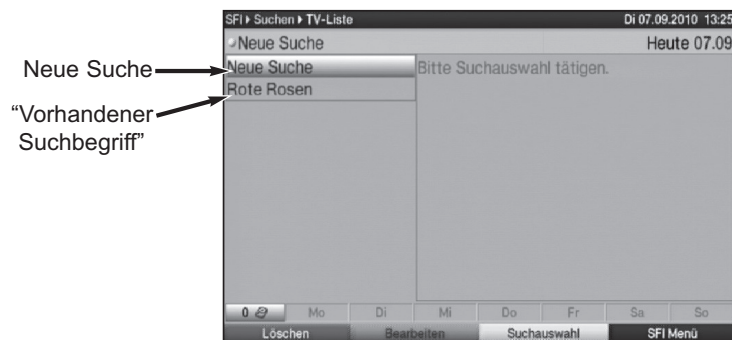 SFI ▸ Suchen ▸ TV-Liste Di 07.09.2010 13:25
Neue Suche Heute 07.09
Neue Suche
Neue Suche Bitte Suchauswahl tätigen.
Rote Rosen
“Vorhandener
Suchbegriff”
0 Mo Di Mi Do Fr Sa So
Löschen Bearbeiten Suchauswahl SFI Menü